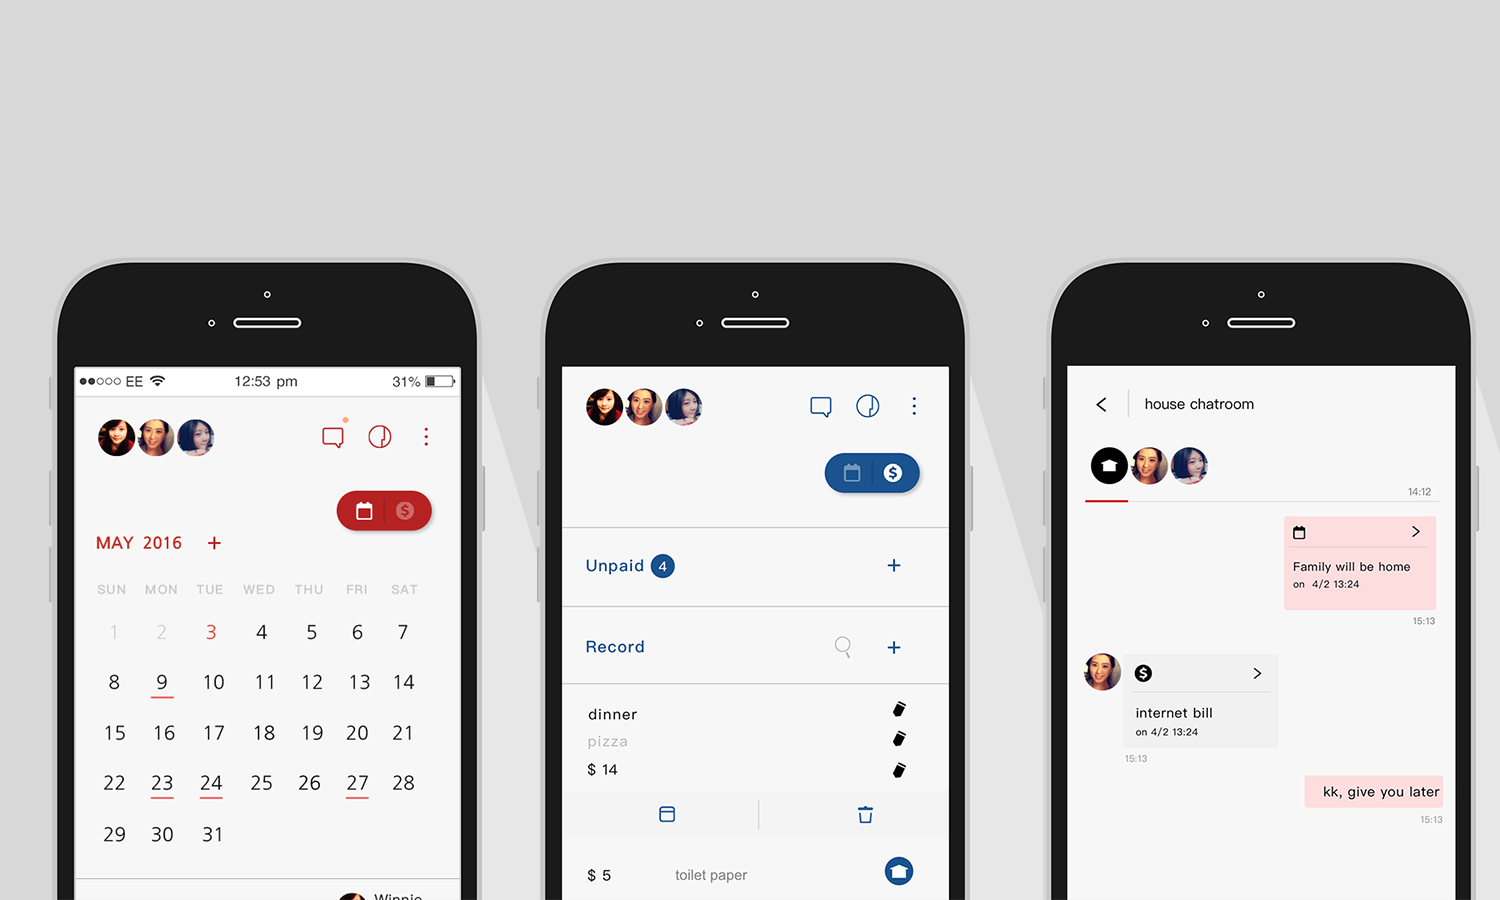 EE 12:53 pm 31%
MAY 2016 +
SUN MON TUE WED THU FRI SAT
1 2 3 4 5 6 7
8 9 10 11 12 13 14
15 16 17 18 19 20 21
22 23 24 25 26 27 28
29 30 31
Winnie
$
Unpaid 4 +
Record +
dinner
pizza
$ 14
$ 5 toilet paper
house chatroom
14:12
Family will be home
on 4/2 13:24
15:13
$
internet bill
on 4/2 13:24
15:13
kk, give you later
15:13